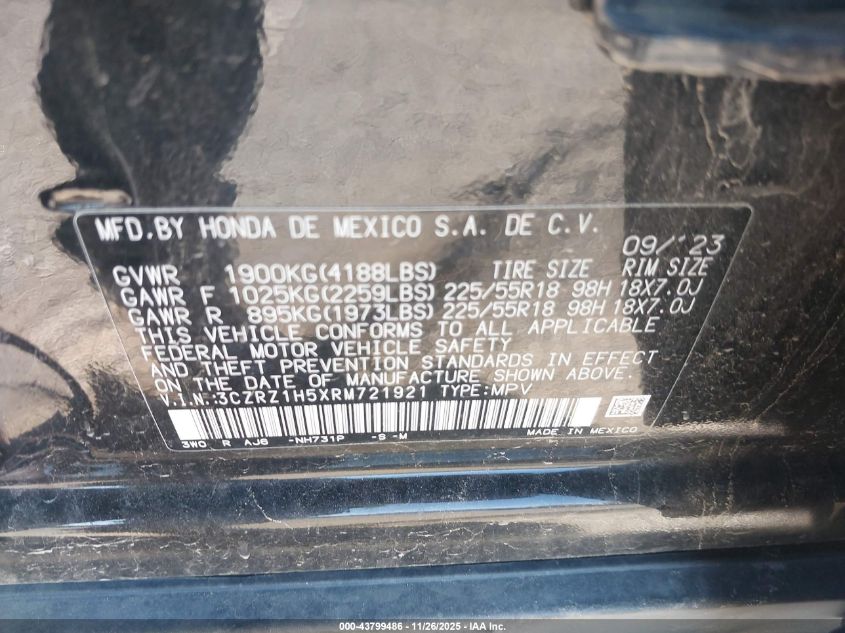 MFD. BY HONDA DE MEXICO S.A. DE C.V. 09/23
GVWR 1900KG(4188LBS) TIRE SIZE RIM SIZE
GAWR F 1025KG(2259LBS) 225/55R18 98H 18X7.0J
GAWR R 895KG(1973LBS) 225/55R18 98H 18X7.0J
THIS VEHICLE CONFORMS TO ALL APPLICABLE
FEDERAL MOTOR VEHICLE SAFETY
AND THEFT PREVENTION STANDARDS IN EFFECT
ON THE DATE OF MANUFACTURE SHOWN ABOVE.
V.I.N.:3CZRZ1H5XRM721921 TYPE:MPV
3W0 R AJ6 -NH731P -S -M MADE IN MEXICO
000-43799486 - 11/26/2025 - IAA Inc.